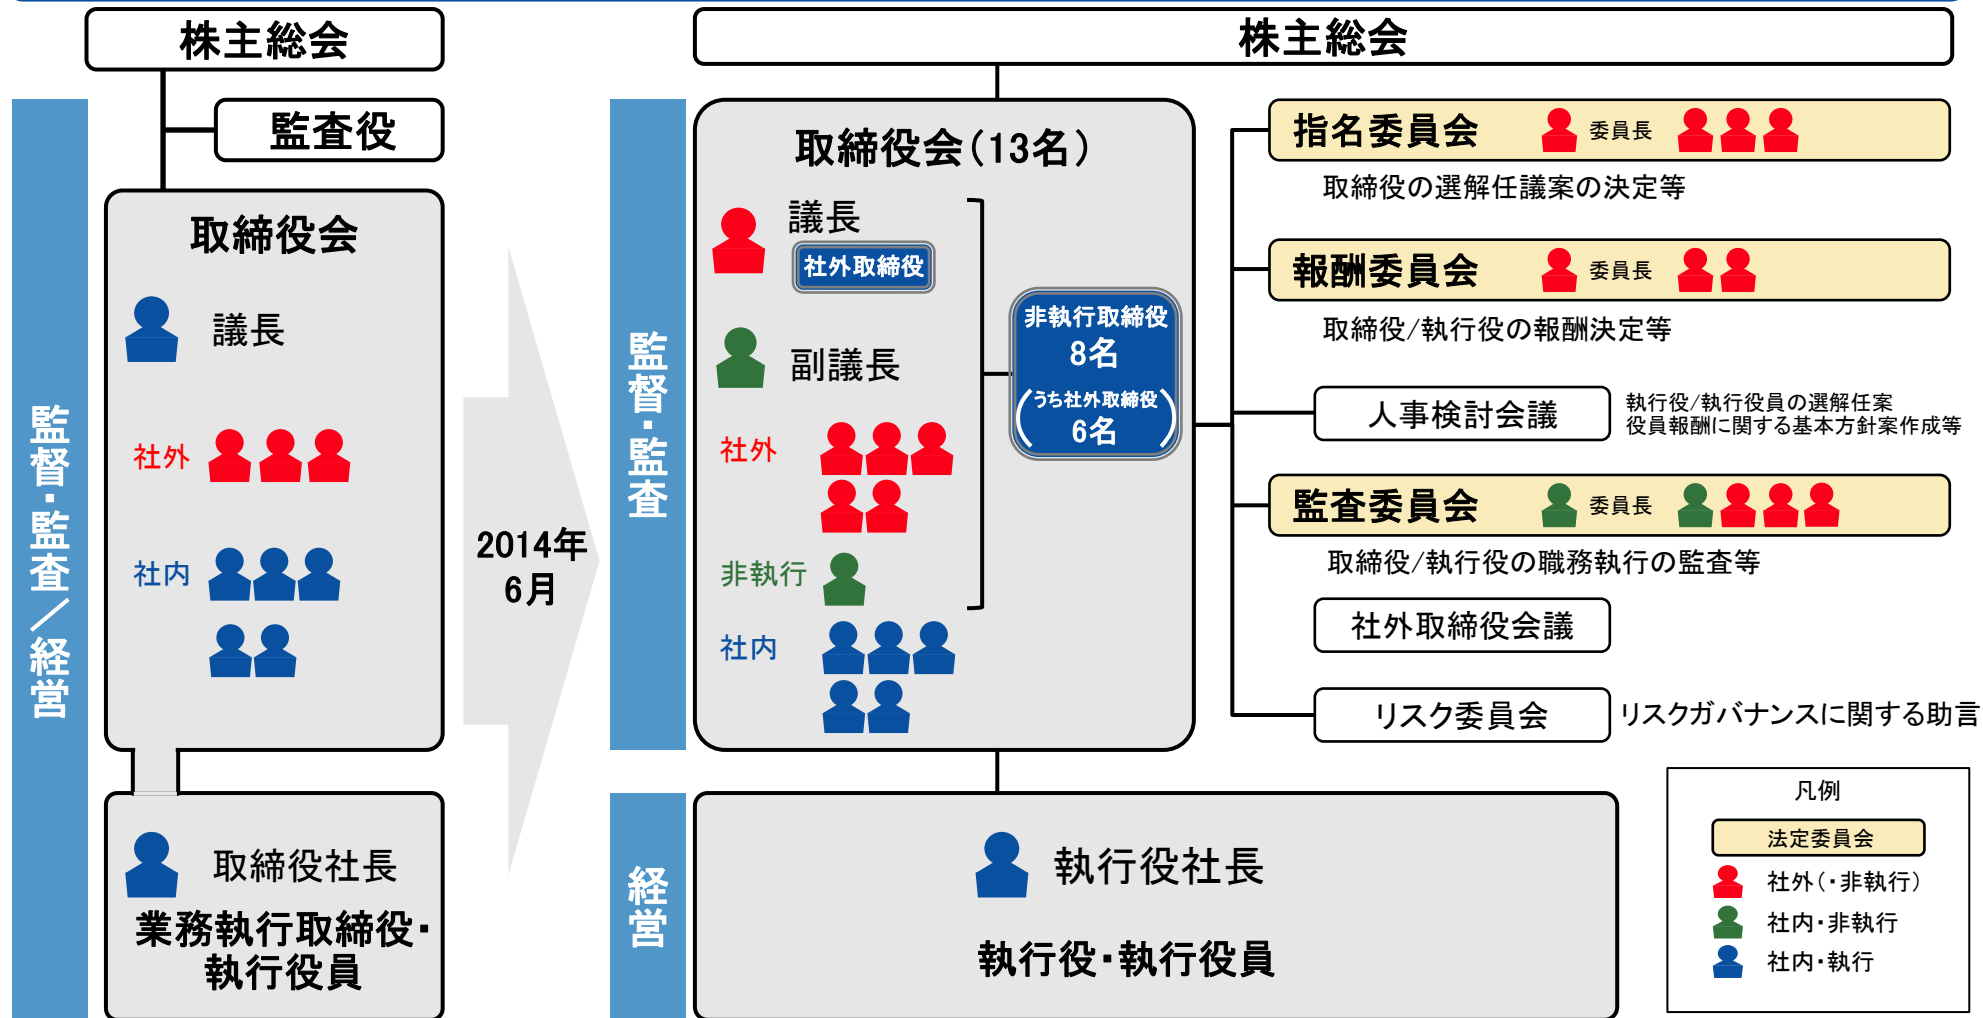 株主総会
監査役
取締役会
議長
社外
社内
監督・監査／経営
取締役社長
業務執行取締役・
執行役員
2014年
6月
株主総会
監督・監査
取締役会(13名)
議長
社外取締役
副議長
社外
非執行
社内
非執行取締役
8名
(うち社外取締役
6名)
指名委員会 委員長
取締役の選解任議案の決定等
報酬委員会 委員長
取締役/執行役の報酬決定等
人事検討会議
執行役/執行役員の選解任案
役員報酬に関する基本方針案作成等
監査委員会 委員長
取締役/執行役の職務執行の監査等
社外取締役会議
リスク委員会 リスクガバナンスに関する助言
経営
執行役社長
執行役・執行役員
凡例
法定委員会
社外(・非執行)
社内・非執行
社内・執行